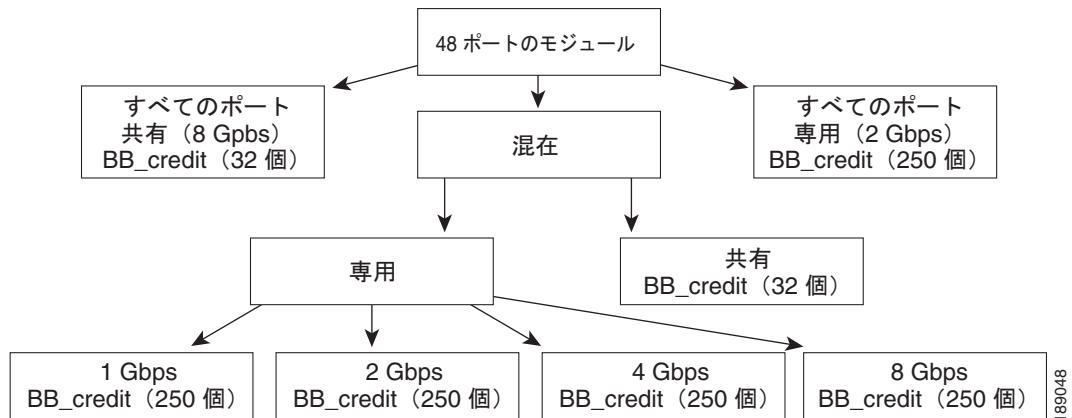 48 ポートのモジュール
すべてのポート
共有（8 Gpbs）
BB_credit（32 個）
混在
すべてのポート
専用（2 Gbps）
BB_credit（250 個）
専用
共有
BB_credit（32 個）
1 Gbps
BB_credit（250 個）
2 Gbps
BB_credit（250 個）
4 Gbps
BB_credit（250 個）
8 Gbps
BB_credit（250 個）
189048